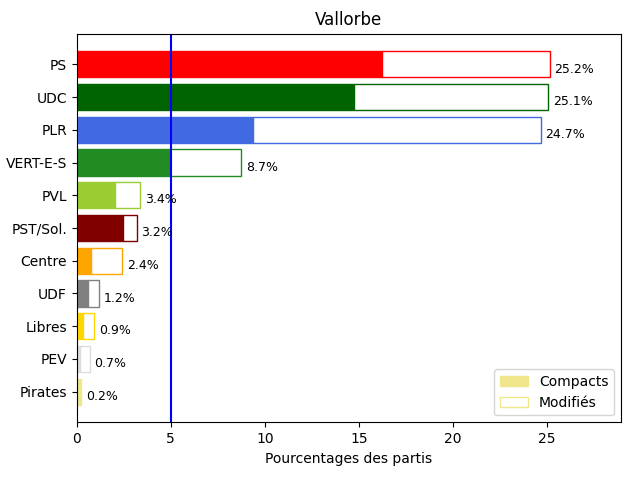 Vallorbe
PS 25.2%
UDC 25.1%
PLR 24.7%
VERT-E-S 8.7%
PVL 3.4%
PST/Sol. 3.2%
Centre 2.4%
UDF 1.2%
Libres 0.9%
PEV 0.7%
Pirates 0.2%
Compacts
Modifiés
0 5 10 15 20 25
Pourcentages des partis